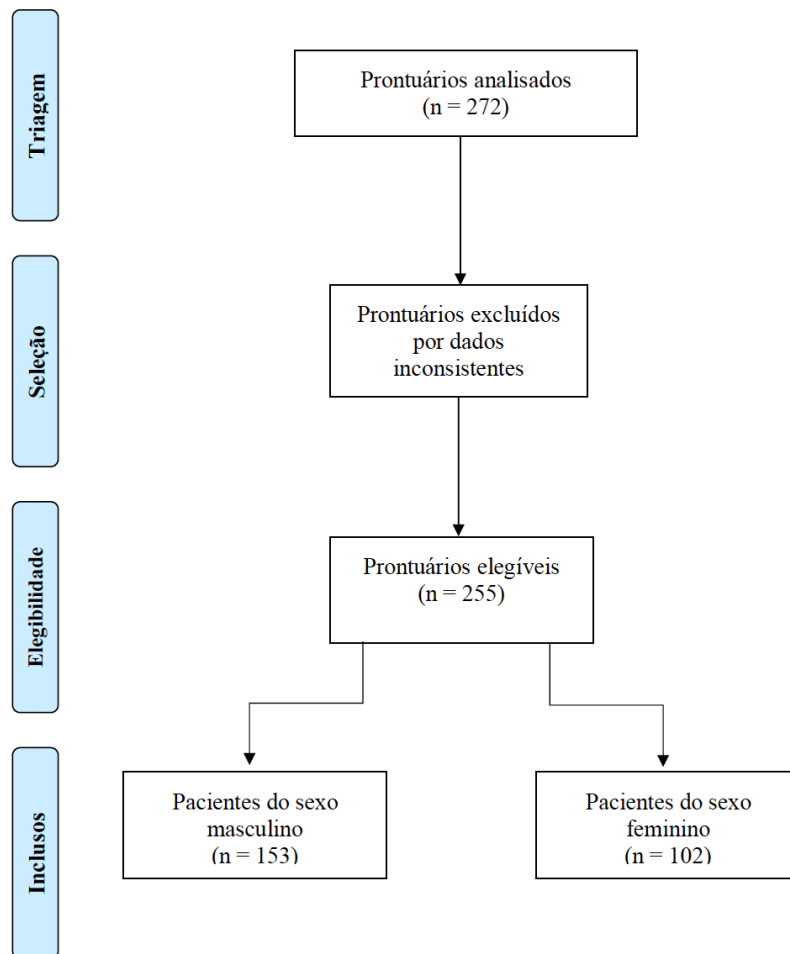 Triagem
Prontuários analisados
(n = 272)
Seleção
Prontuários excluídos
por dados
inconsistentes
Elegibilidade
Prontuários elegíveis
(n = 255)
Inclusos
Pacientes do sexo
masculino
(n = 153)
Pacientes do sexo
feminino
(n = 102)